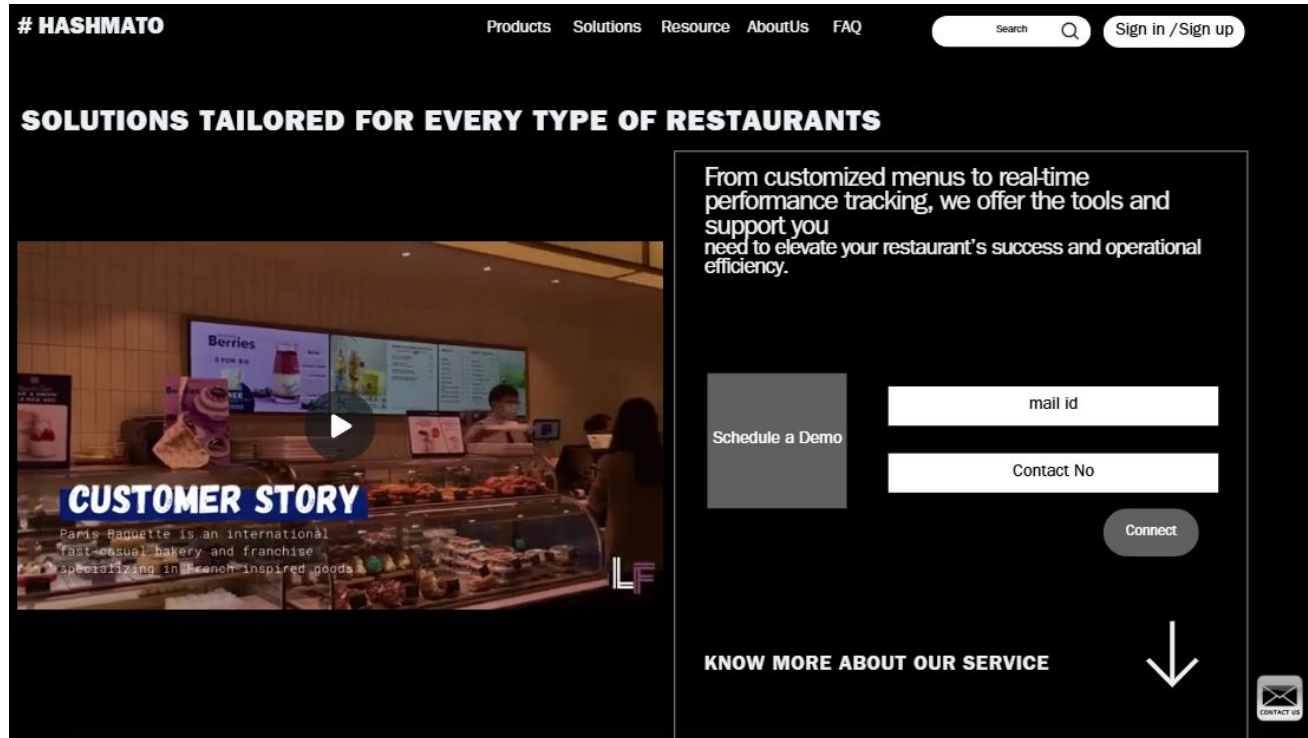 # HASHMATO
Products Solutions Resource AboutUs FAQ
Search
Sign in /Sign up
SOLUTIONS TAILORED FOR EVERY TYPE OF RESTAURANTS
From customized menus to real-time
performance tracking, we offer the tools and
support you
need to elevate your restaurant's success and operational
efficiency.
Berries
CUSTOMER STORY
Paris Baguette is an international
fast-casual bakery and franchise
specializing in French inspired goods
LF
Schedule a Demo
mail id
Contact No
Connect
KNOW MORE ABOUT OUR SERVICE
CONTACT US